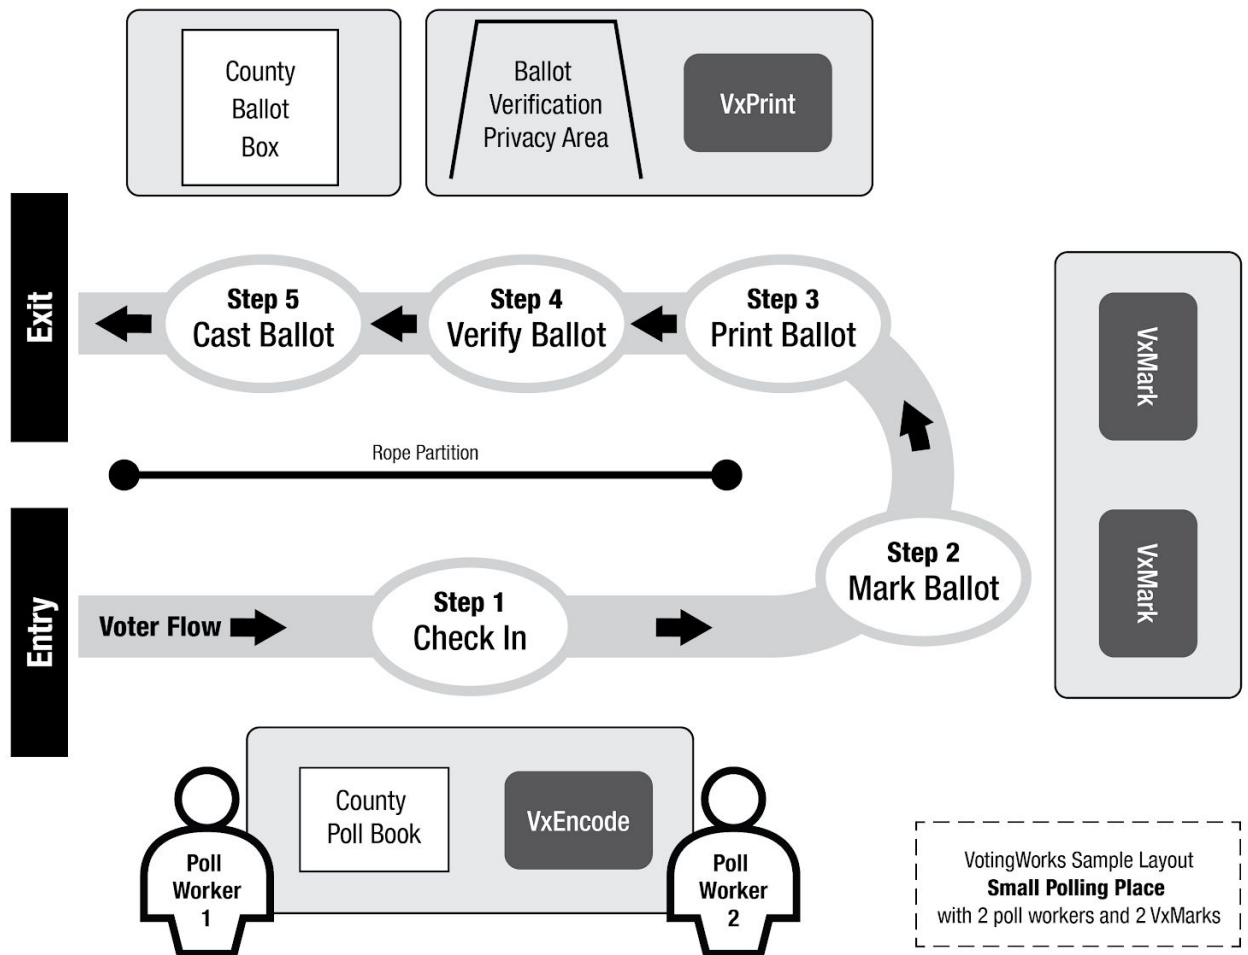 County
Ballot
Box
Ballot
Verification
Privacy Area
VxPrint
Exit
Step 5
Cast Ballot
Step 4
Verify Ballot
Step 3
Print Ballot
VxMark
Rope Partition
Step 2
Mark Ballot
VxMark
Entry
Voter Flow
Step 1
Check In
County
Poll Book
VxEncode
Poll
Worker
1
Poll
Worker
2
VotingWorks Sample Layout
Small Polling Place
with 2 poll workers and 2 VxMarks